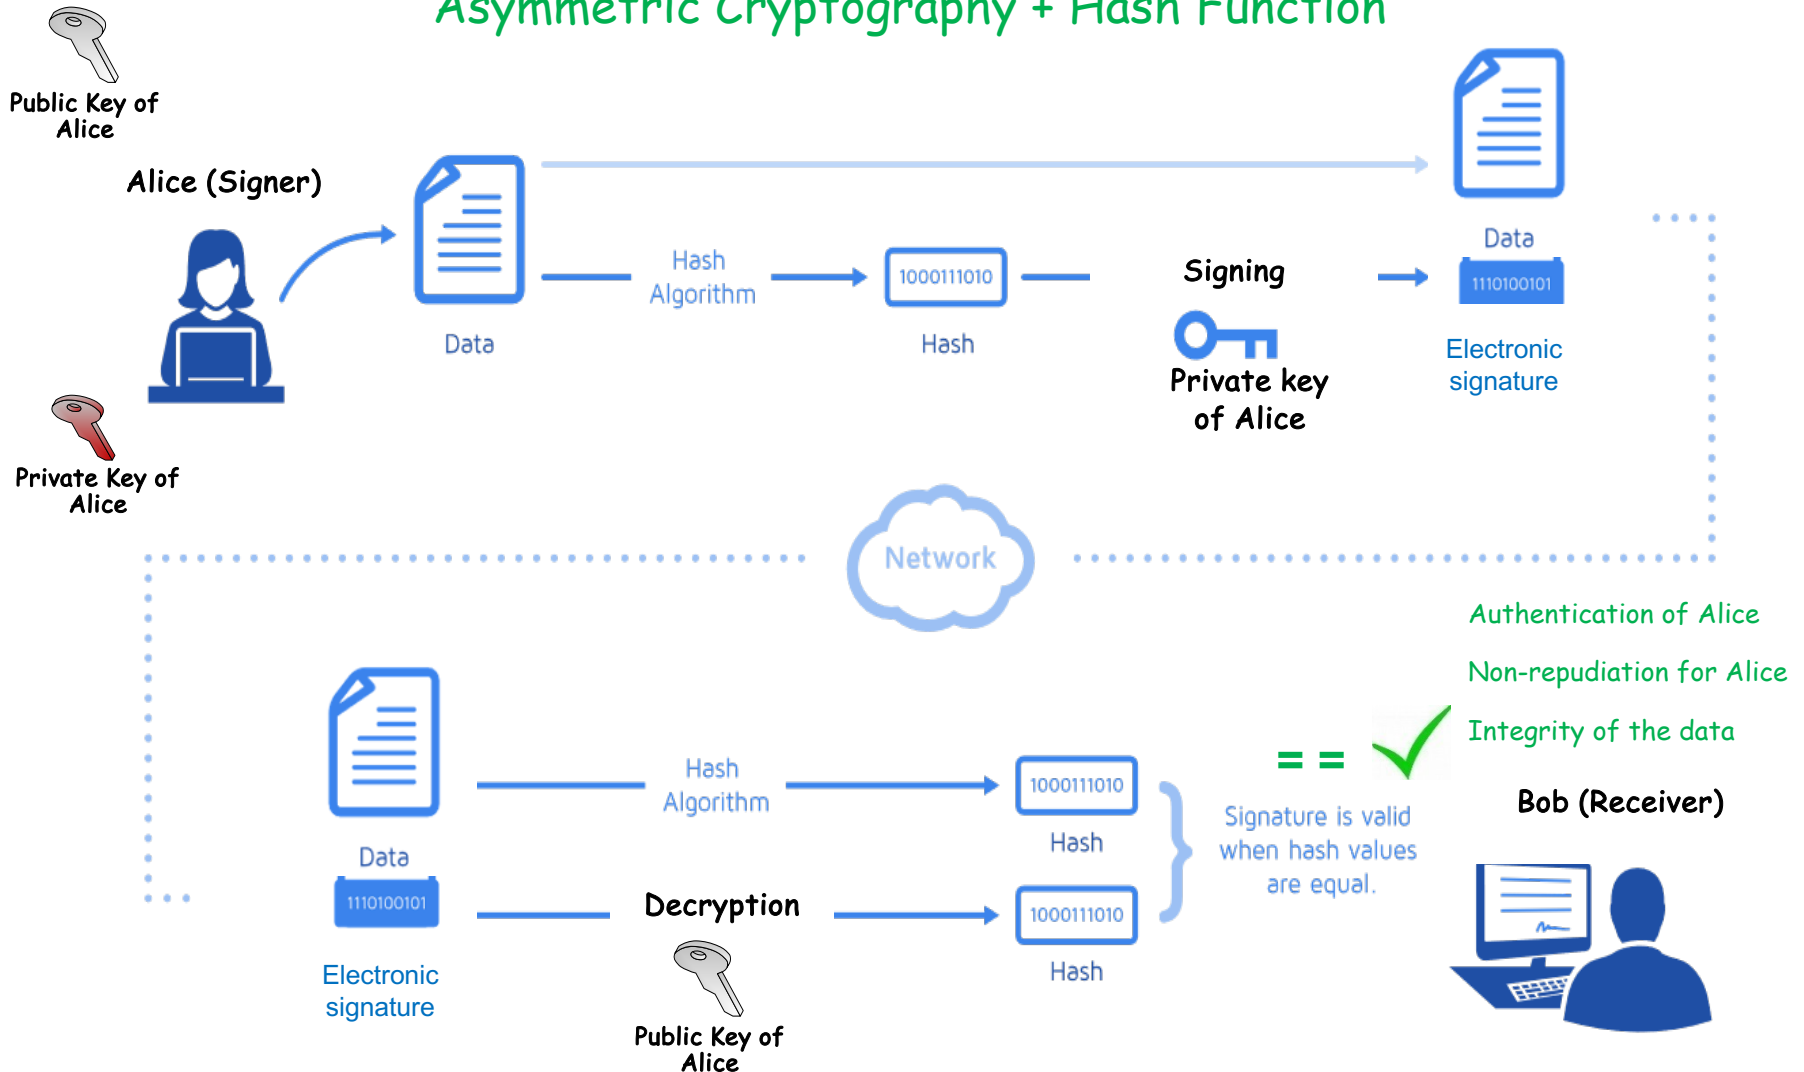 Asymmetric Cryptography + Hash Function
Public Key of
Alice
Alice (Signer)
Data
Hash
Algorithm
1000111010
Hash
Signing
Private key
of Alice
Data
1110100101
Electronic
signature
Private Key of
Alice
Network
Authentication of Alice
Non-repudiation for Alice
Integrity of the data
Data
1110100101
Electronic
signature
Hash
Algorithm
1000111010
Hash
Decryption
Public Key of
Alice
1000111010
Hash
= =
Signature is valid
when hash values
are equal.
Bob (Receiver)